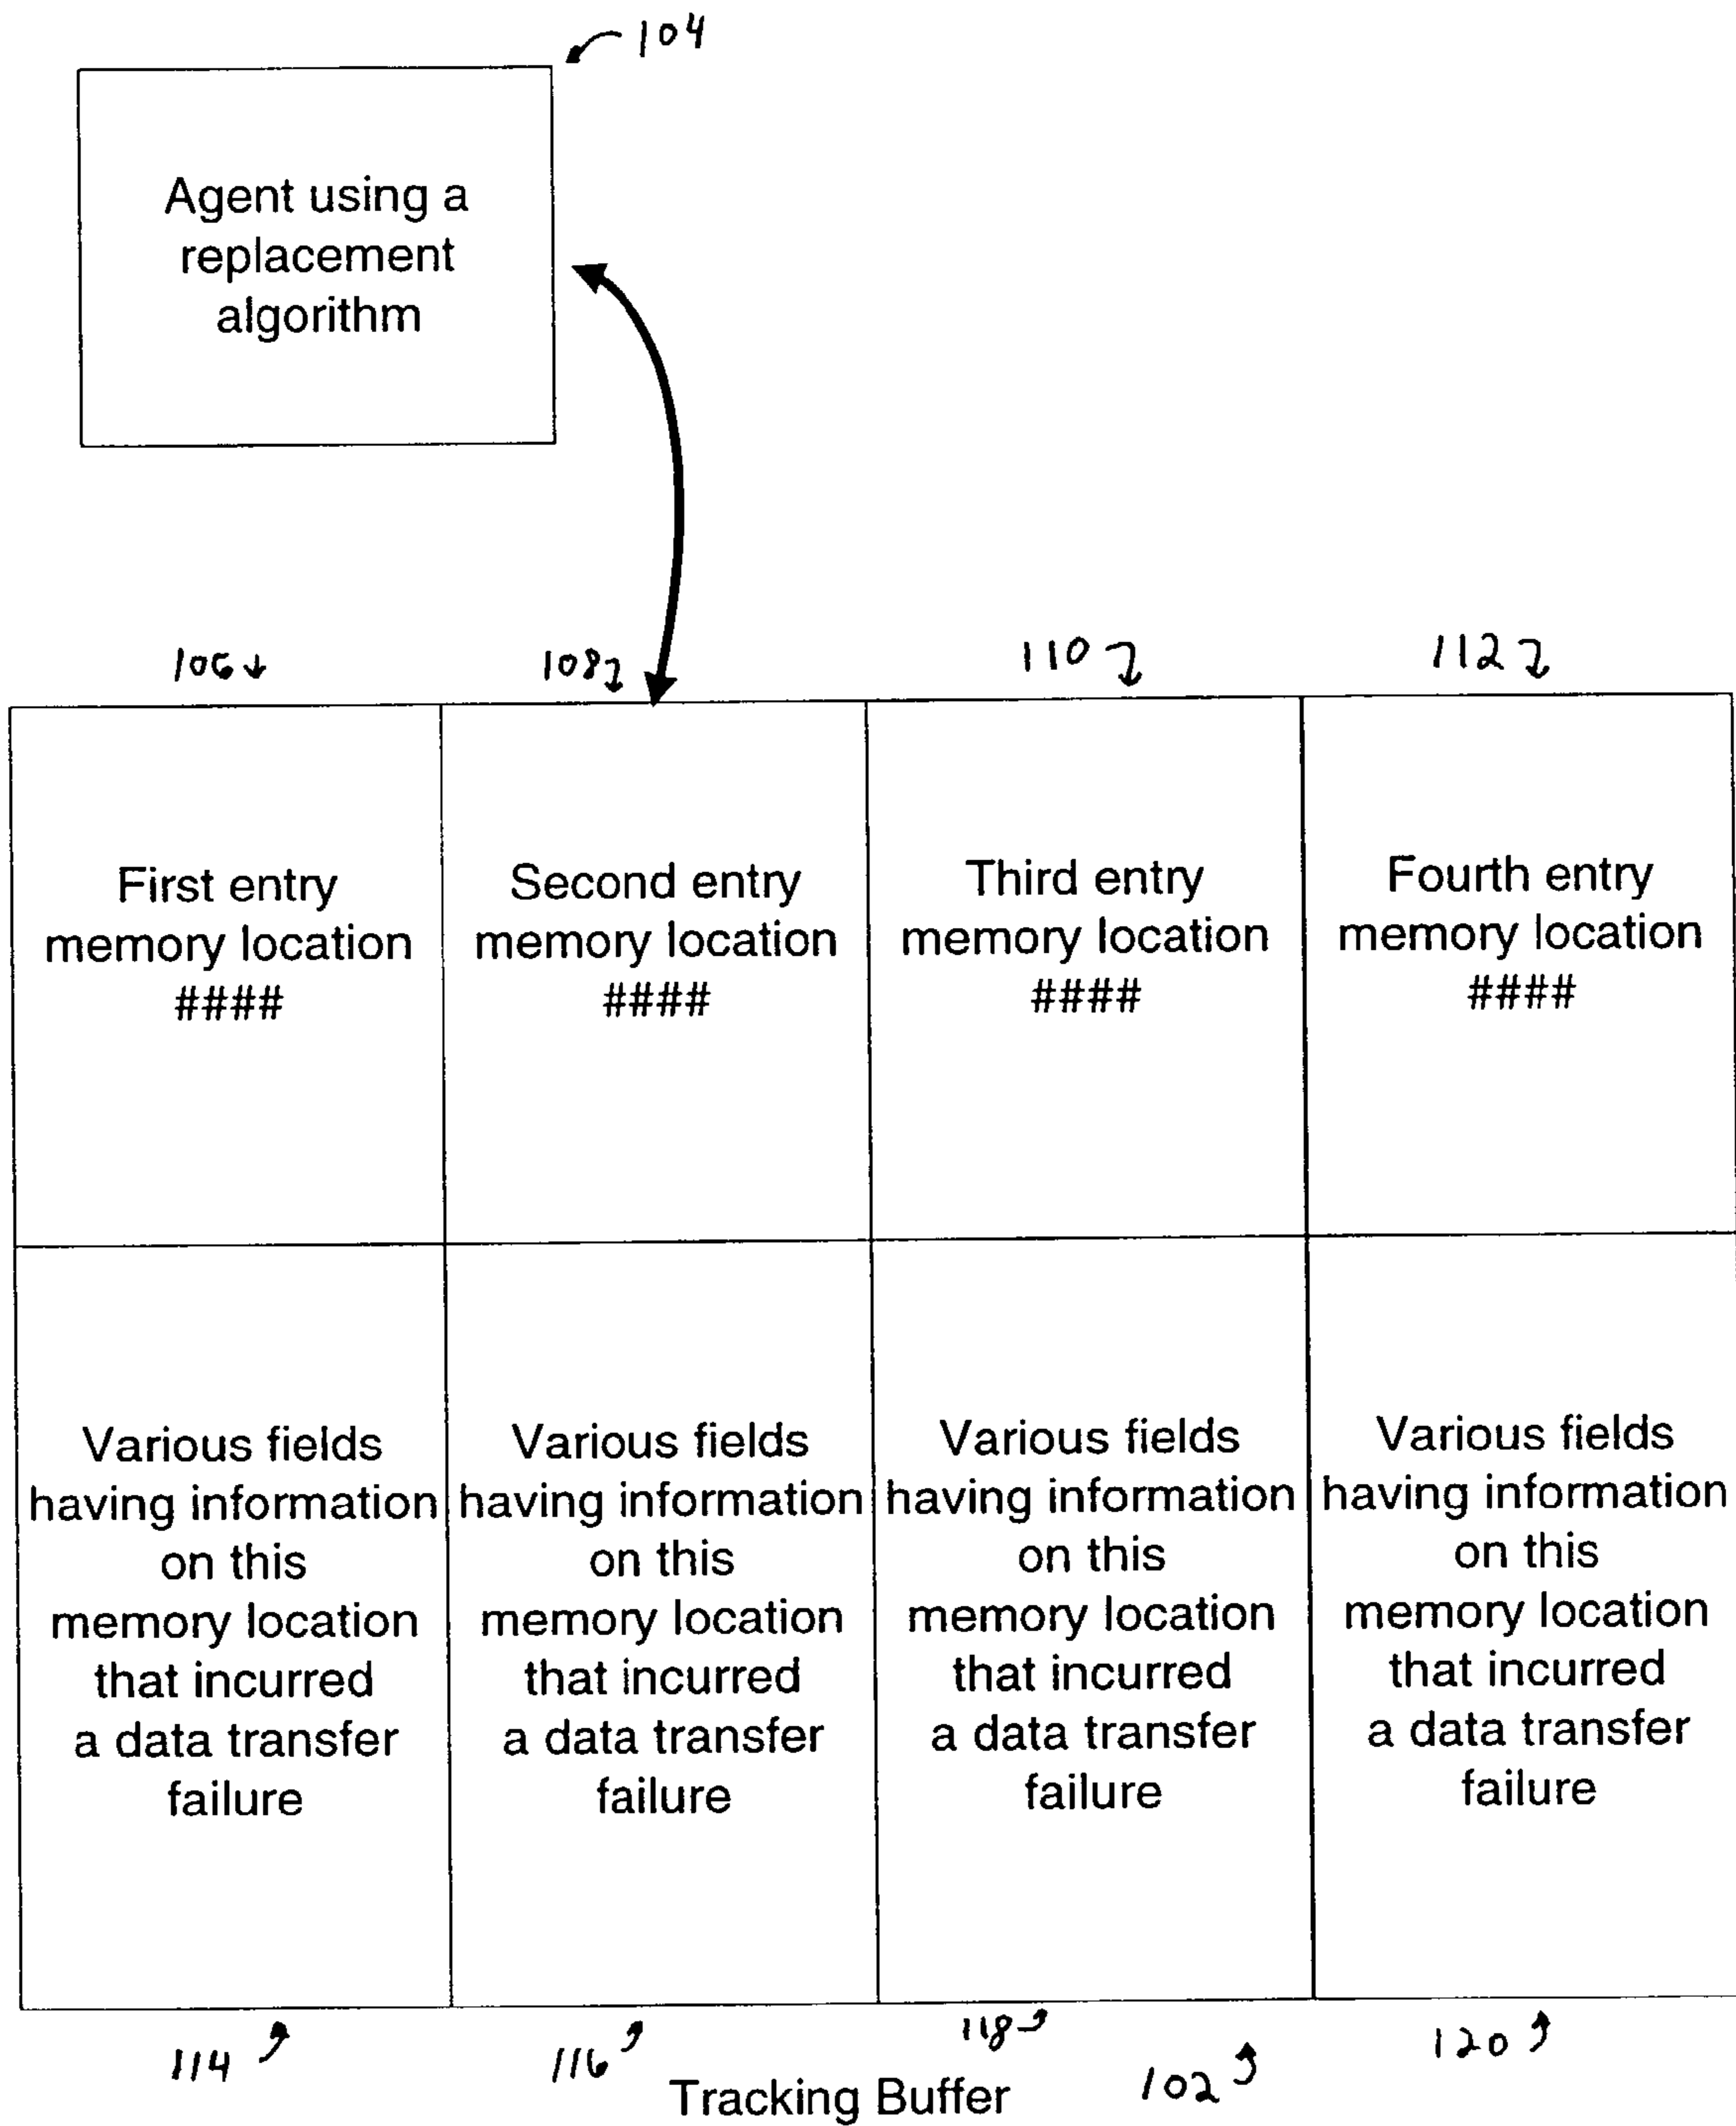 104
Agent using a
replacement
algorithm
106
108
110
112
First entry
memory location
####
Second entry
memory location
####
Third entry
memory location
####
Fourth entry
memory location
####
Various fields
having information
on this
memory location
that incurred
a data transfer
failure
Various fields
having information
on this
memory location
that incurred
a data transfer
failure
Various fields
having information
on this
memory location
that incurred
a data transfer
failure
Various fields
having information
on this
memory location
that incurred
a data transfer
failure
114
116
118
120
Tracking Buffer
102